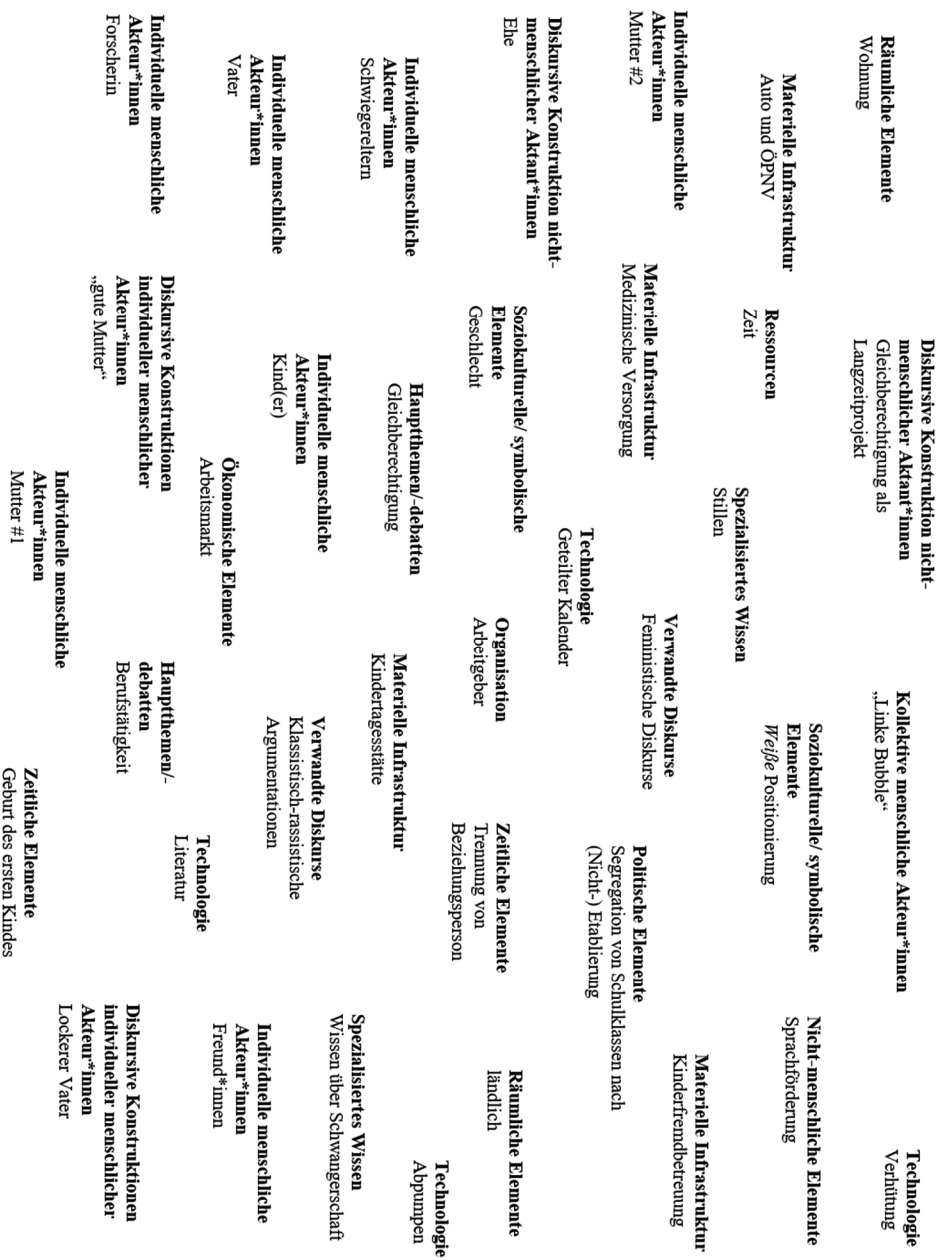 Räumliche Elemente
Wohnung
Diskursive Konstruktion nicht-
menschlicher Aktant*innen
Gleichberechtigung als
Langzeitprojekt
Kollektive menschliche Akteur*innen
„Linke Bubble“
Technologie
Verhütung
Materielle Infrastruktur
Auto und ÖPNV
Ressourcen
Zeit
Spezialisiertes Wissen
Stillen
Soziokulturelle/ symbolische
Elemente
Weiße Positionierung
Nicht-menschliche Elemente
Sprachförderung
Individuelle menschliche
Akteur*innen
Mutter #2
Materielle Infrastruktur
Medizinische Versorgung
Verwandte Diskurse
Feministische Diskurse
Materielle Infrastruktur
Kinderfremdbetreuung
Politische Elemente
Segregation von Schulklassen nach
(Nicht-) Etablierung
Technologie
Geteilter Kalender
Diskursive Konstruktion nicht-
menschlicher Aktant*innen
Ehe
Soziokulturelle/ symbolische
Elemente
Geschlecht
Organisation
Arbeitgeber
Zeitliche Elemente
Trennung von
Beziehungsperson
Räumliche Elemente
ländlich
Individuelle menschliche
Akteur*innen
Schwiegereltern
Hauptthemen/-debatten
Gleichberechtigung
Materielle Infrastruktur
Kindertagesstätte
Technologie
Abpumpen
Spezialisiertes Wissen
Wissen über Schwangerschaft
Individuelle menschliche
Akteur*innen
Vater
Individuelle menschliche
Akteur*innen
Kind(er)
Verwandte Diskurse
Klassistisch-rassistische
Argumentationen
Ökonomische Elemente
Arbeitsmarkt
Technologie
Literatur
Individuelle menschliche
Akteur*innen
Freund*innen
Individuelle menschliche
Akteur*innen
Forscherin
Diskursive Konstruktionen
individueller menschlicher
Akteur*innen
„gute Mutter“
Hauptthemen/-
debatten
Berufstätigkeit
Diskursive Konstruktionen
individueller menschlicher
Akteur*innen
Lockerer Vater
Individuelle menschliche
Akteur*innen
Mutter #1
Zeitliche Elemente
Geburt des ersten Kindes